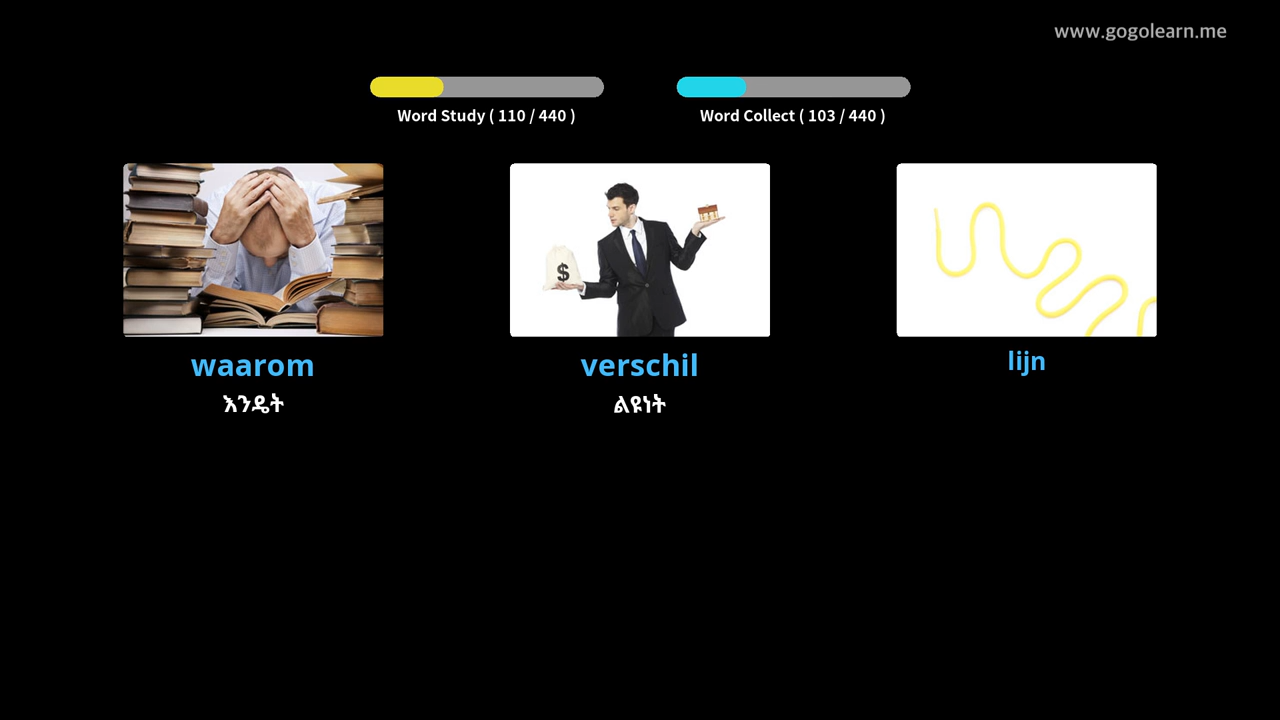 www.gogolearn.me
Word Study ( 110 / 440 )
Word Collect ( 103 / 440 )
$
waarom
እንዴት
verschil
ልዩነት
lijn